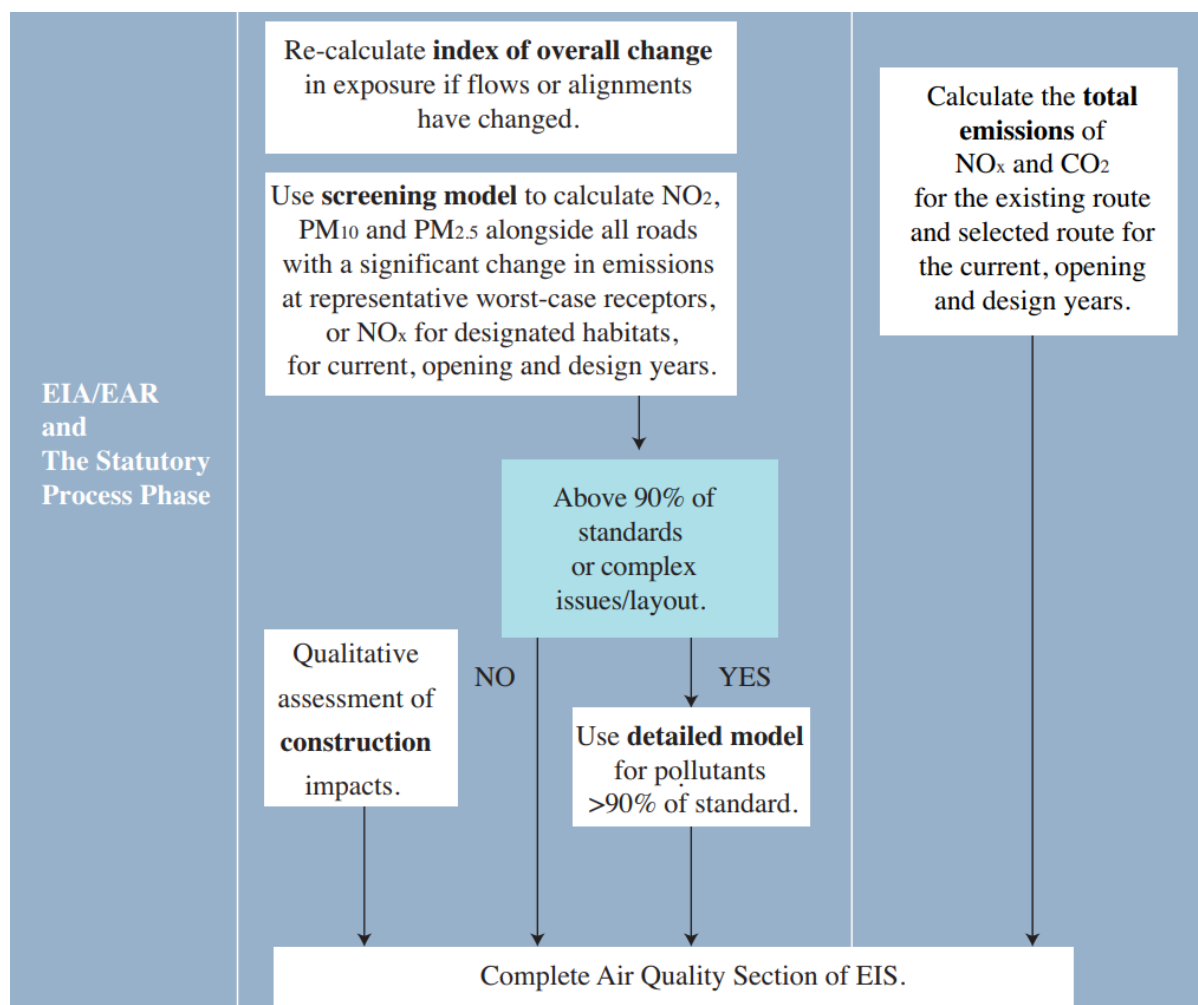 Re-calculate index of overall change
in exposure if flows or alignments
have changed.
Calculate the total
emissions of
NOx and CO2
for the existing route
and selected route for
the current, opening
and design years.
Use screening model to calculate NO2,
PM10 and PM2.5 alongside all roads
with a significant change in emissions
at representative worst-case receptors,
or NOx for designated habitats,
for current, opening and design years.
EIA/EAR
and
The Statutory
Process Phase
Above 90% of
standards
or complex
issues/layout.
Qualitative
assessment of
construction
impacts.
NO
YES
Use detailed model
for pollutants
>90% of standard.
Complete Air Quality Section of EIS.